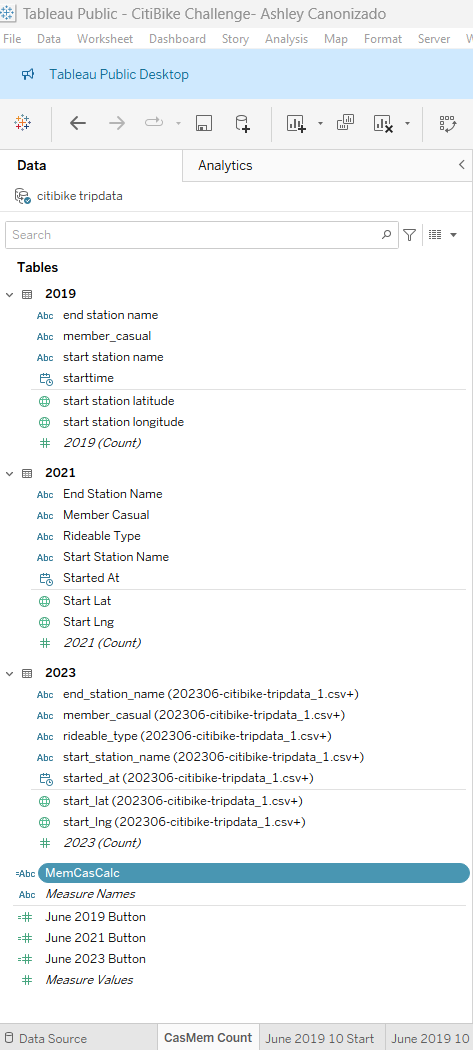 Tableau Public - CitiBike Challenge- Ashley Canonizado
File Data Worksheet Dashboard Story Analysis Map Format Server W
Tableau Public Desktop
Data Analytics
citibike tripdata
Search
Tables
2019
Abc end station name
Abc member_casual
Abc start station name
starttime
start station latitude
start station longitude
# 2019 (Count)
2021
Abc End Station Name
Abc Member Casual
Abc Rideable Type
Abc Start Station Name
Started At
Start Lat
Start Lng
# 2021 (Count)
2023
Abc end_station_name (202306-citibike-tripdata_1.csv+)
Abc member_casual (202306-citibike-tripdata_1.csv+)
Abc rideable_type (202306-citibike-tripdata_1.csv+)
Abc start_station_name (202306-citibike-tripdata_1.csv+)
started_at (202306-citibike-tripdata_1.csv+)
start_lat (202306-citibike-tripdata_1.csv+)
start_lng (202306-citibike-tripdata_1.csv+)
# 2023 (Count)
=Abc MemCasCalc
Abc Measure Names
=# June 2019 Button
=# June 2021 Button
=# June 2023 Button
# Measure Values
Data Source CasMem Count June 2019 10 Start June 2019 10